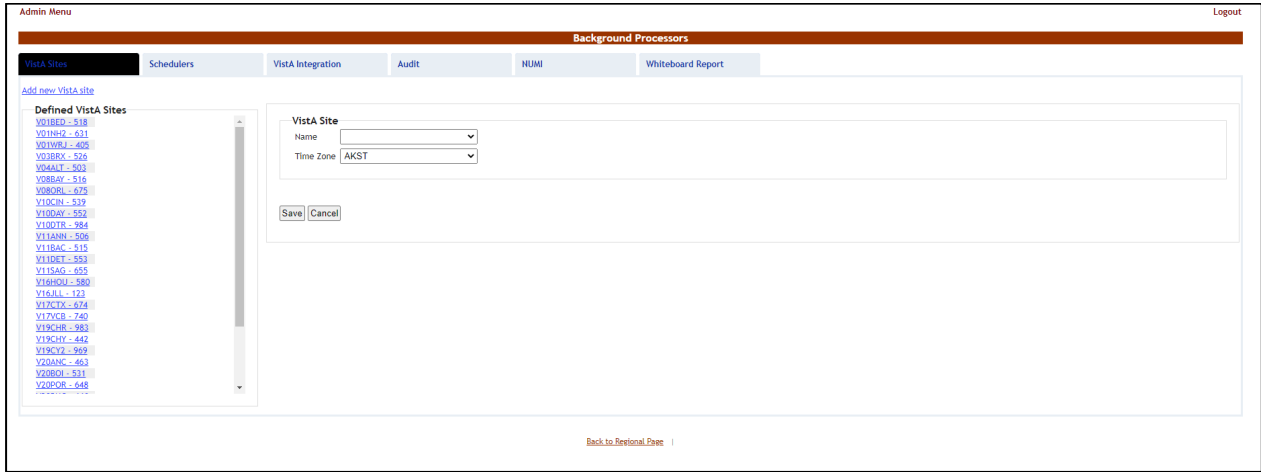 Admin Menu Logout
Background Processors
VistA Sites Schedulers VistA Integration Audit NUMI Whiteboard Report
Add new VistA site
Defined VistA Sites
V01BED - 518
V01NH2 - 631
V01WRJ - 405
V03BRX - 526
V04ALT - 503
V08BAY - 516
V08ORL - 675
V10CIN - 539
V10DAY - 552
V10DTR - 984
V11ANN - 506
V11BAC - 515
V11DET - 553
V11SAG - 655
V16HOU - 580
V16JLL - 123
V17CTX - 674
V17VCB - 740
V19CHR - 983
V19CHY - 442
V19CY2 - 969
V20ANC - 463
V20BOI - 531
V20POR - 648
VistA Site
Name
Time Zone AKST
Save Cancel
Back to Regional Page |